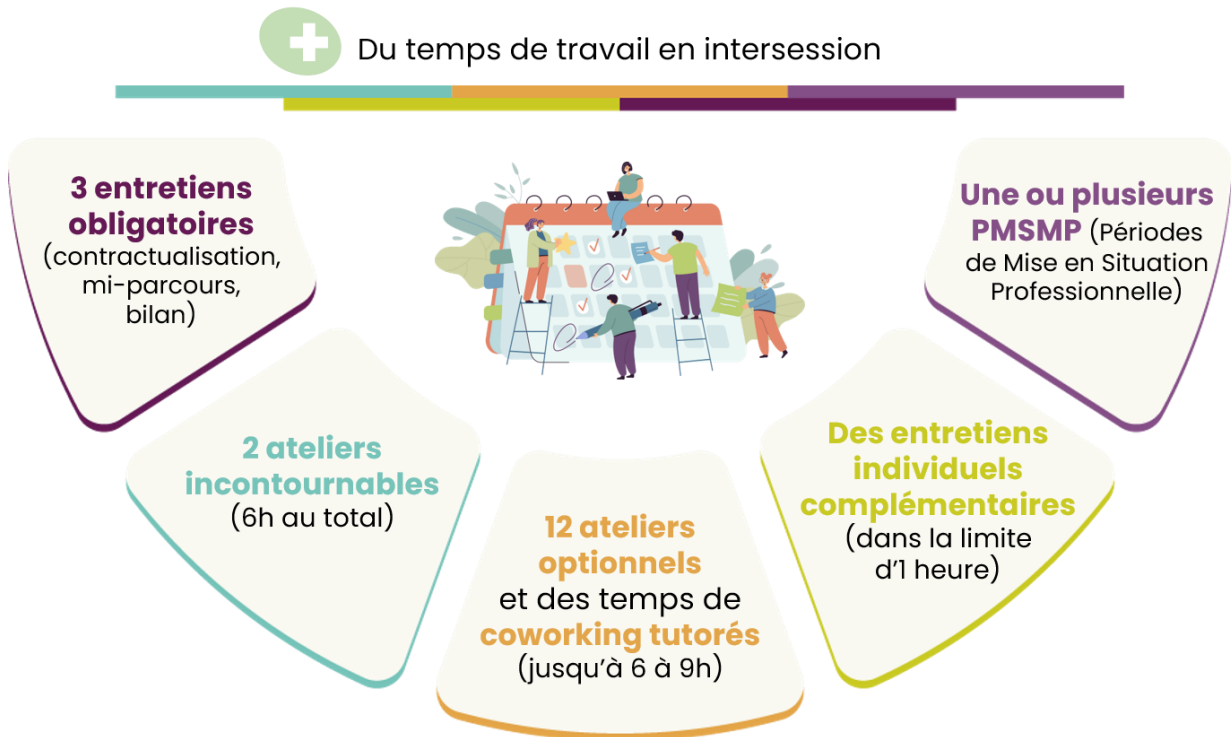 Du temps de travail en intersession
3 entretiens
obligatoires
(contractualisation,
mi-parcours,
bilan)
2 ateliers
incontournables
(6h au total)
12 ateliers
optionnels
et des temps de
coworking tutorés
(jusqu'à 6 à 9h)
Des entretiens
individuels
complémentaires
(dans la limite
d'1 heure)
Une ou plusieurs
PMSMP (Périodes
de Mise en Situation
Professionnelle)